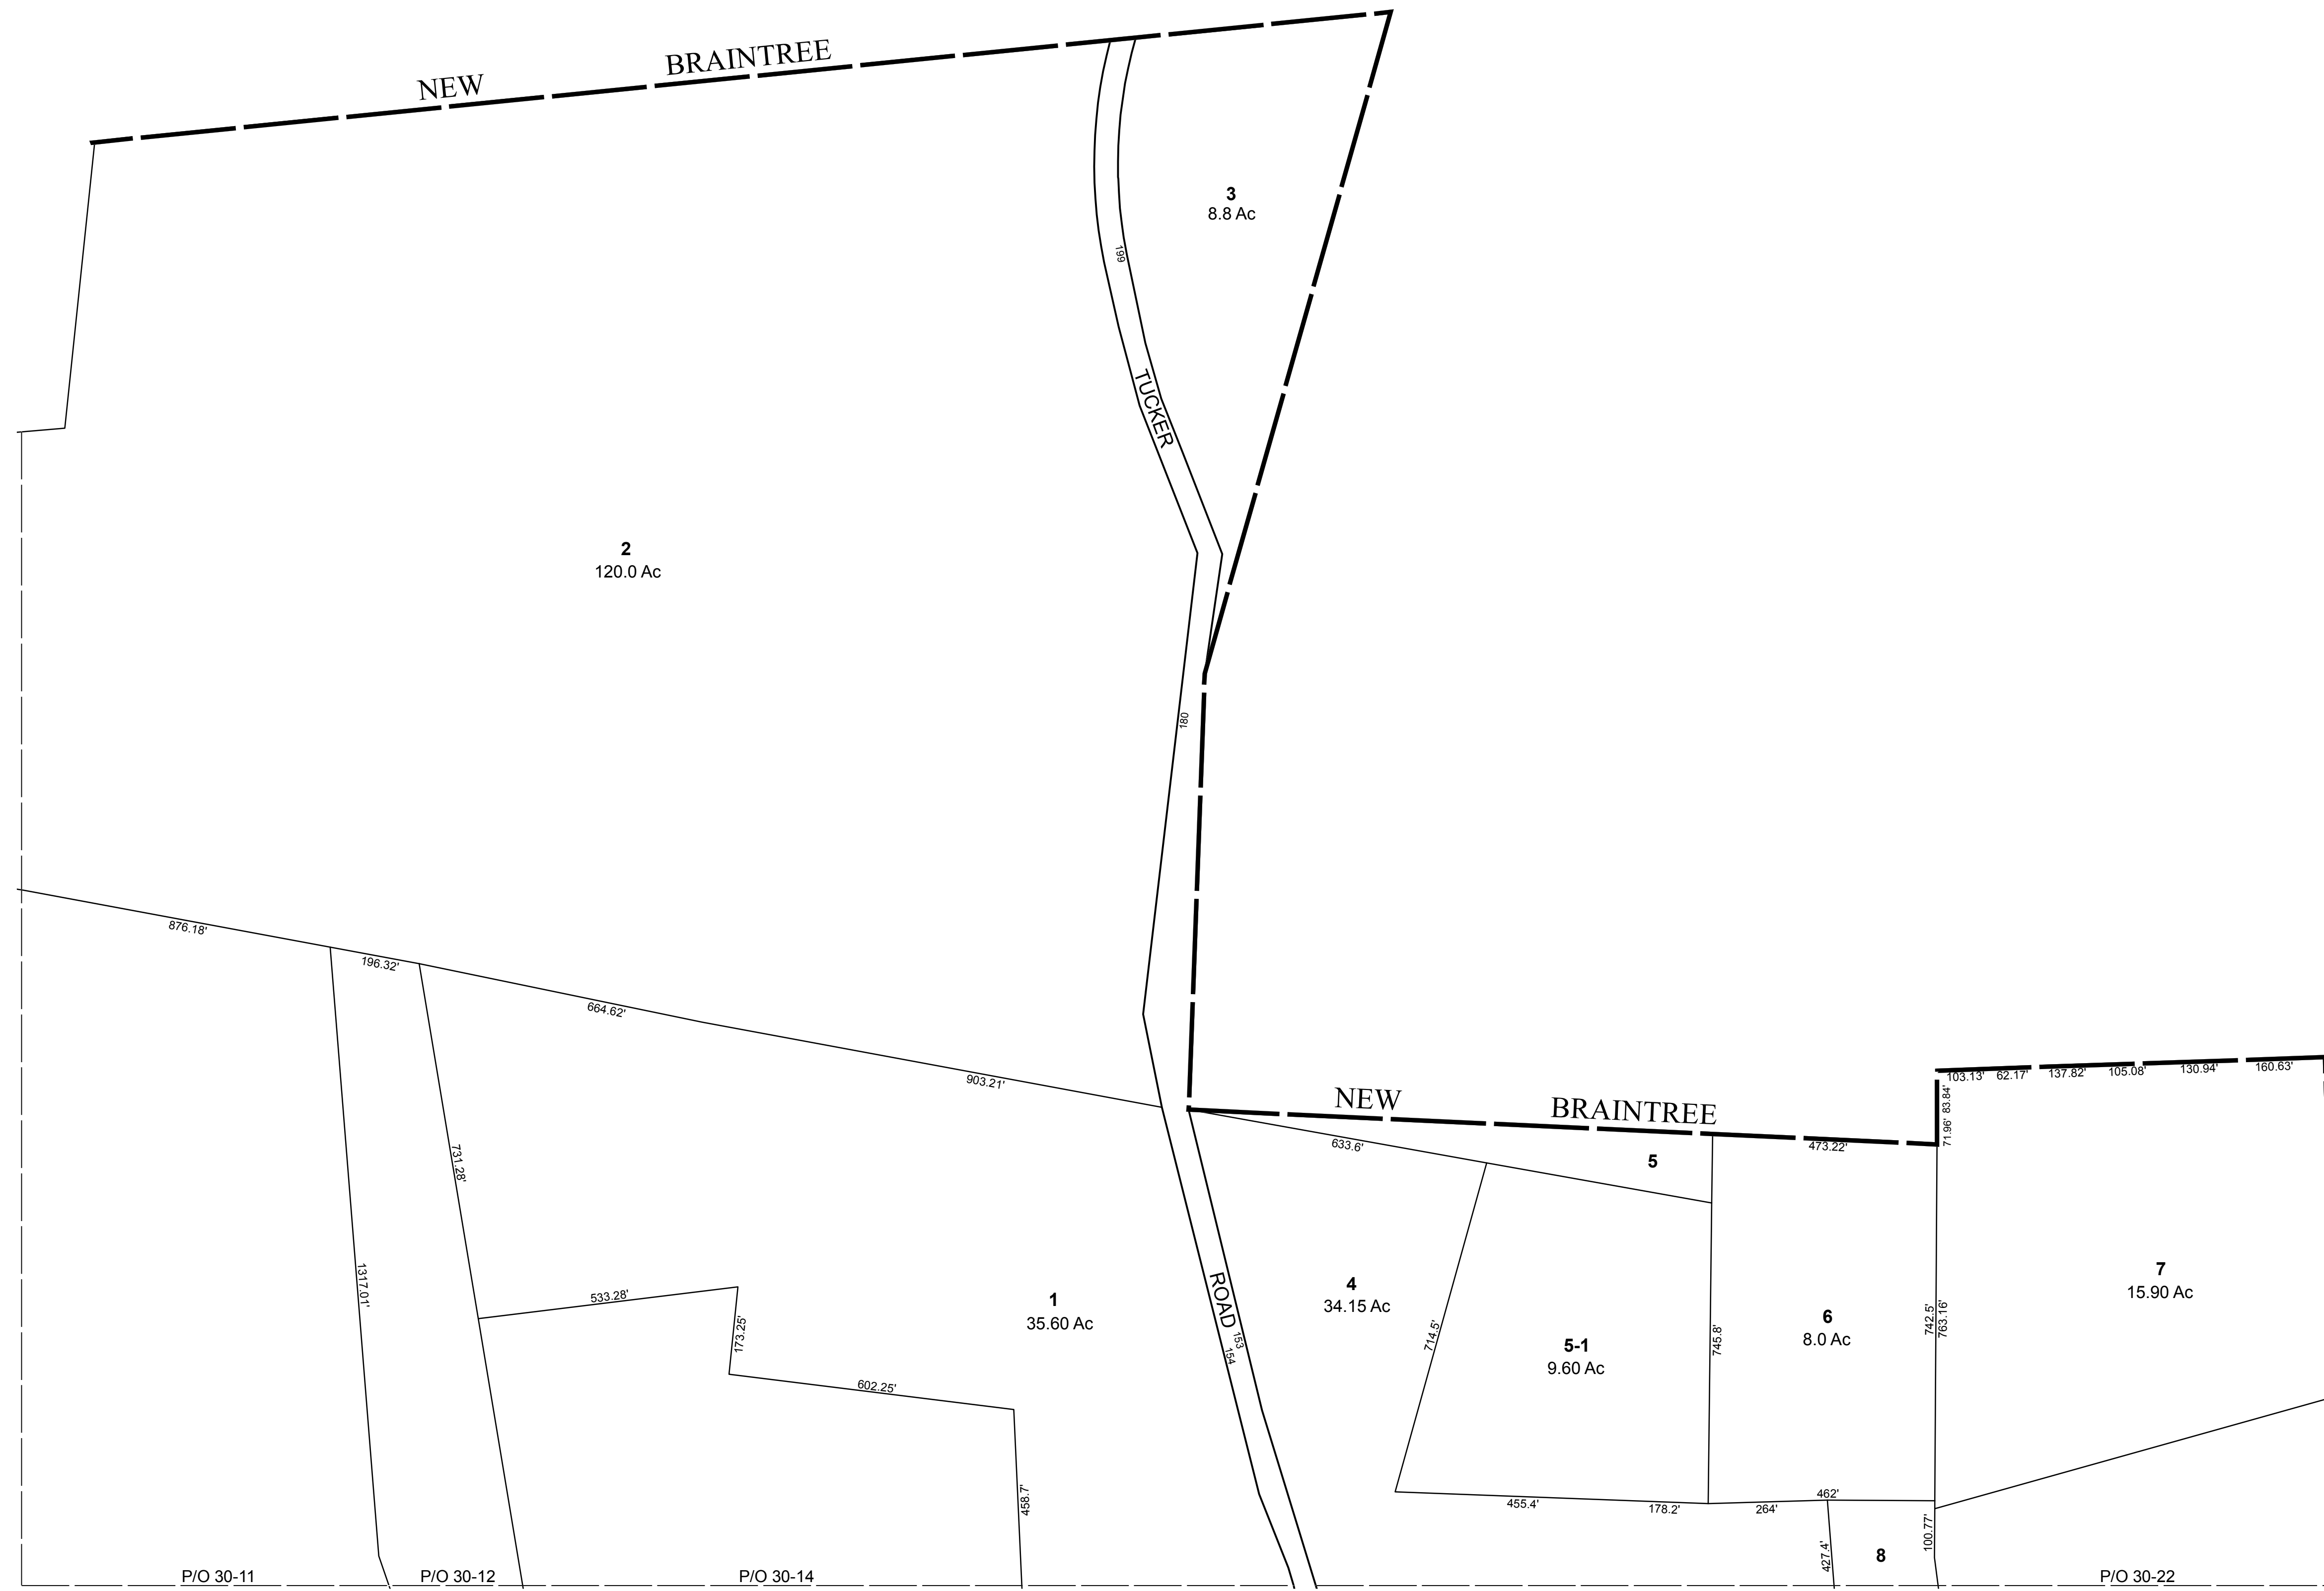 NEW BRAINTREE
3
8.8 Ac
199
TUCKER
2
120.0 Ac
180
876.18'
196.32'
664.62'
903.21'
NEW BRAINTREE
103.13' 62.17' 137.82' 105.08' 130.94' 160.63'
83.84'
71.96'
473.22'
633.6'
5
731.28'
1317.01'
533.28'
173.25'
602.25'
458.7'
1
35.60 Ac
ROAD
153
154
4
34.15 Ac
714.5'
5-1
9.60 Ac
745.8'
6
8.0 Ac
742.5'
763.16'
7
15.90 Ac
455.4'
178.2'
264'
462'
427.4'
8
100.77'
P/O 30-11
P/O 30-12
P/O 30-14
P/O 30-22